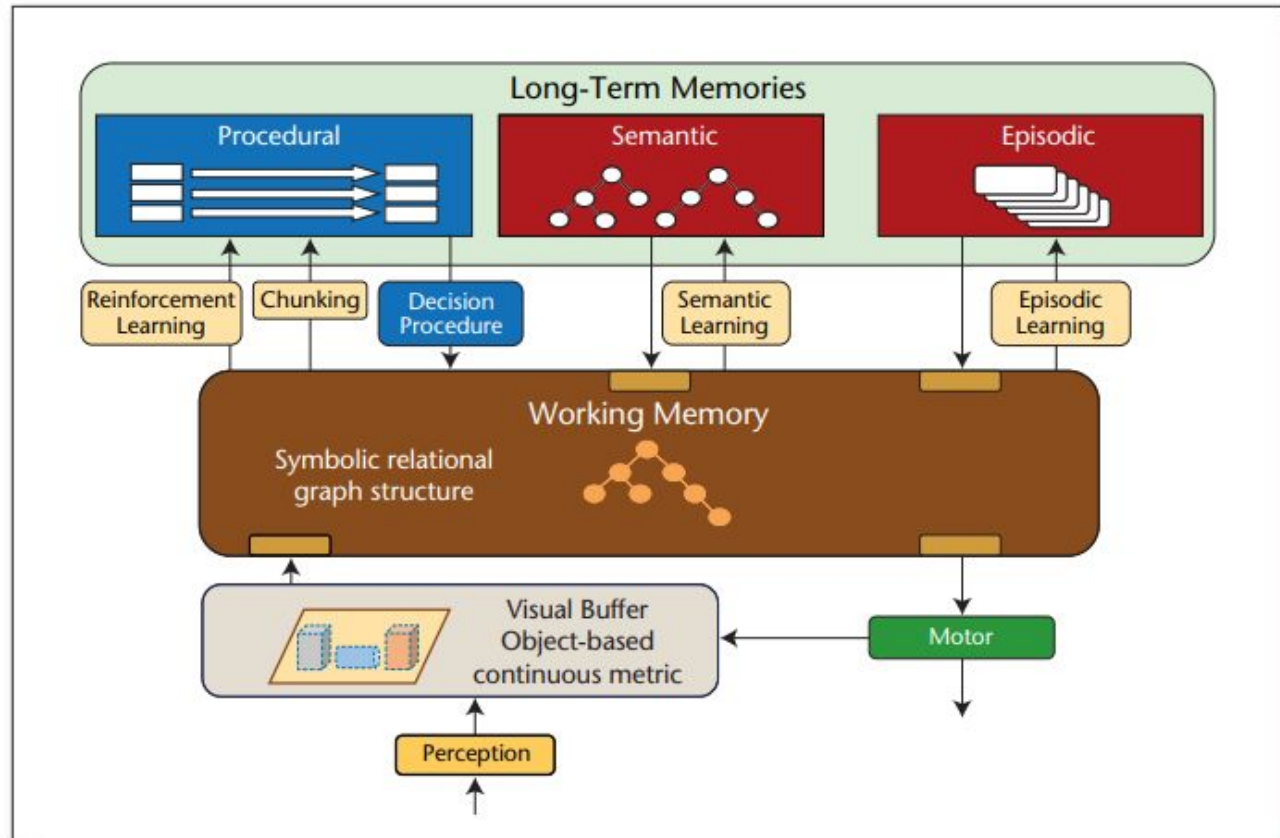 Long-Term Memories
Procedural
Semantic
Episodic
Reinforcement
Learning
Chunking
Decision
Procedure
Semantic
Learning
Episodic
Learning
Working Memory
Symbolic relational
graph structure
Visual Buffer
Object-based
continuous metric
Motor
Perception